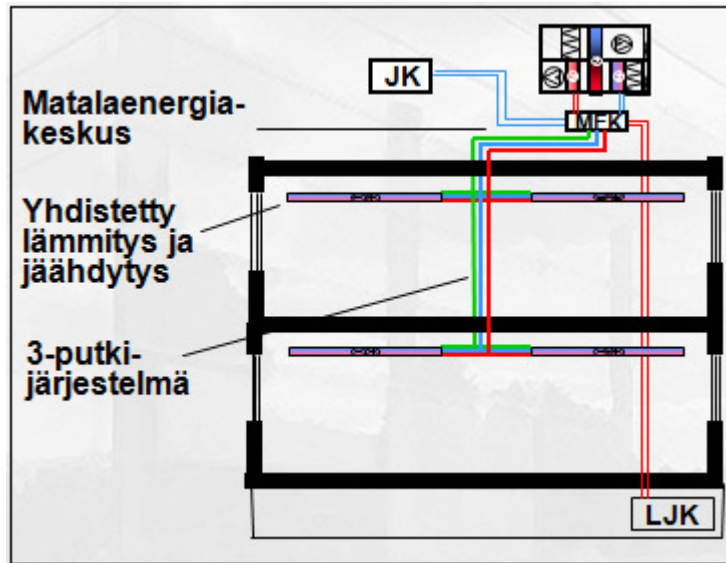 JK
Matalaenergia-
keskus
MEK
Yhdistetty
lämmitys ja
jäähdytys
3-putki-
järjestelmä
LJK